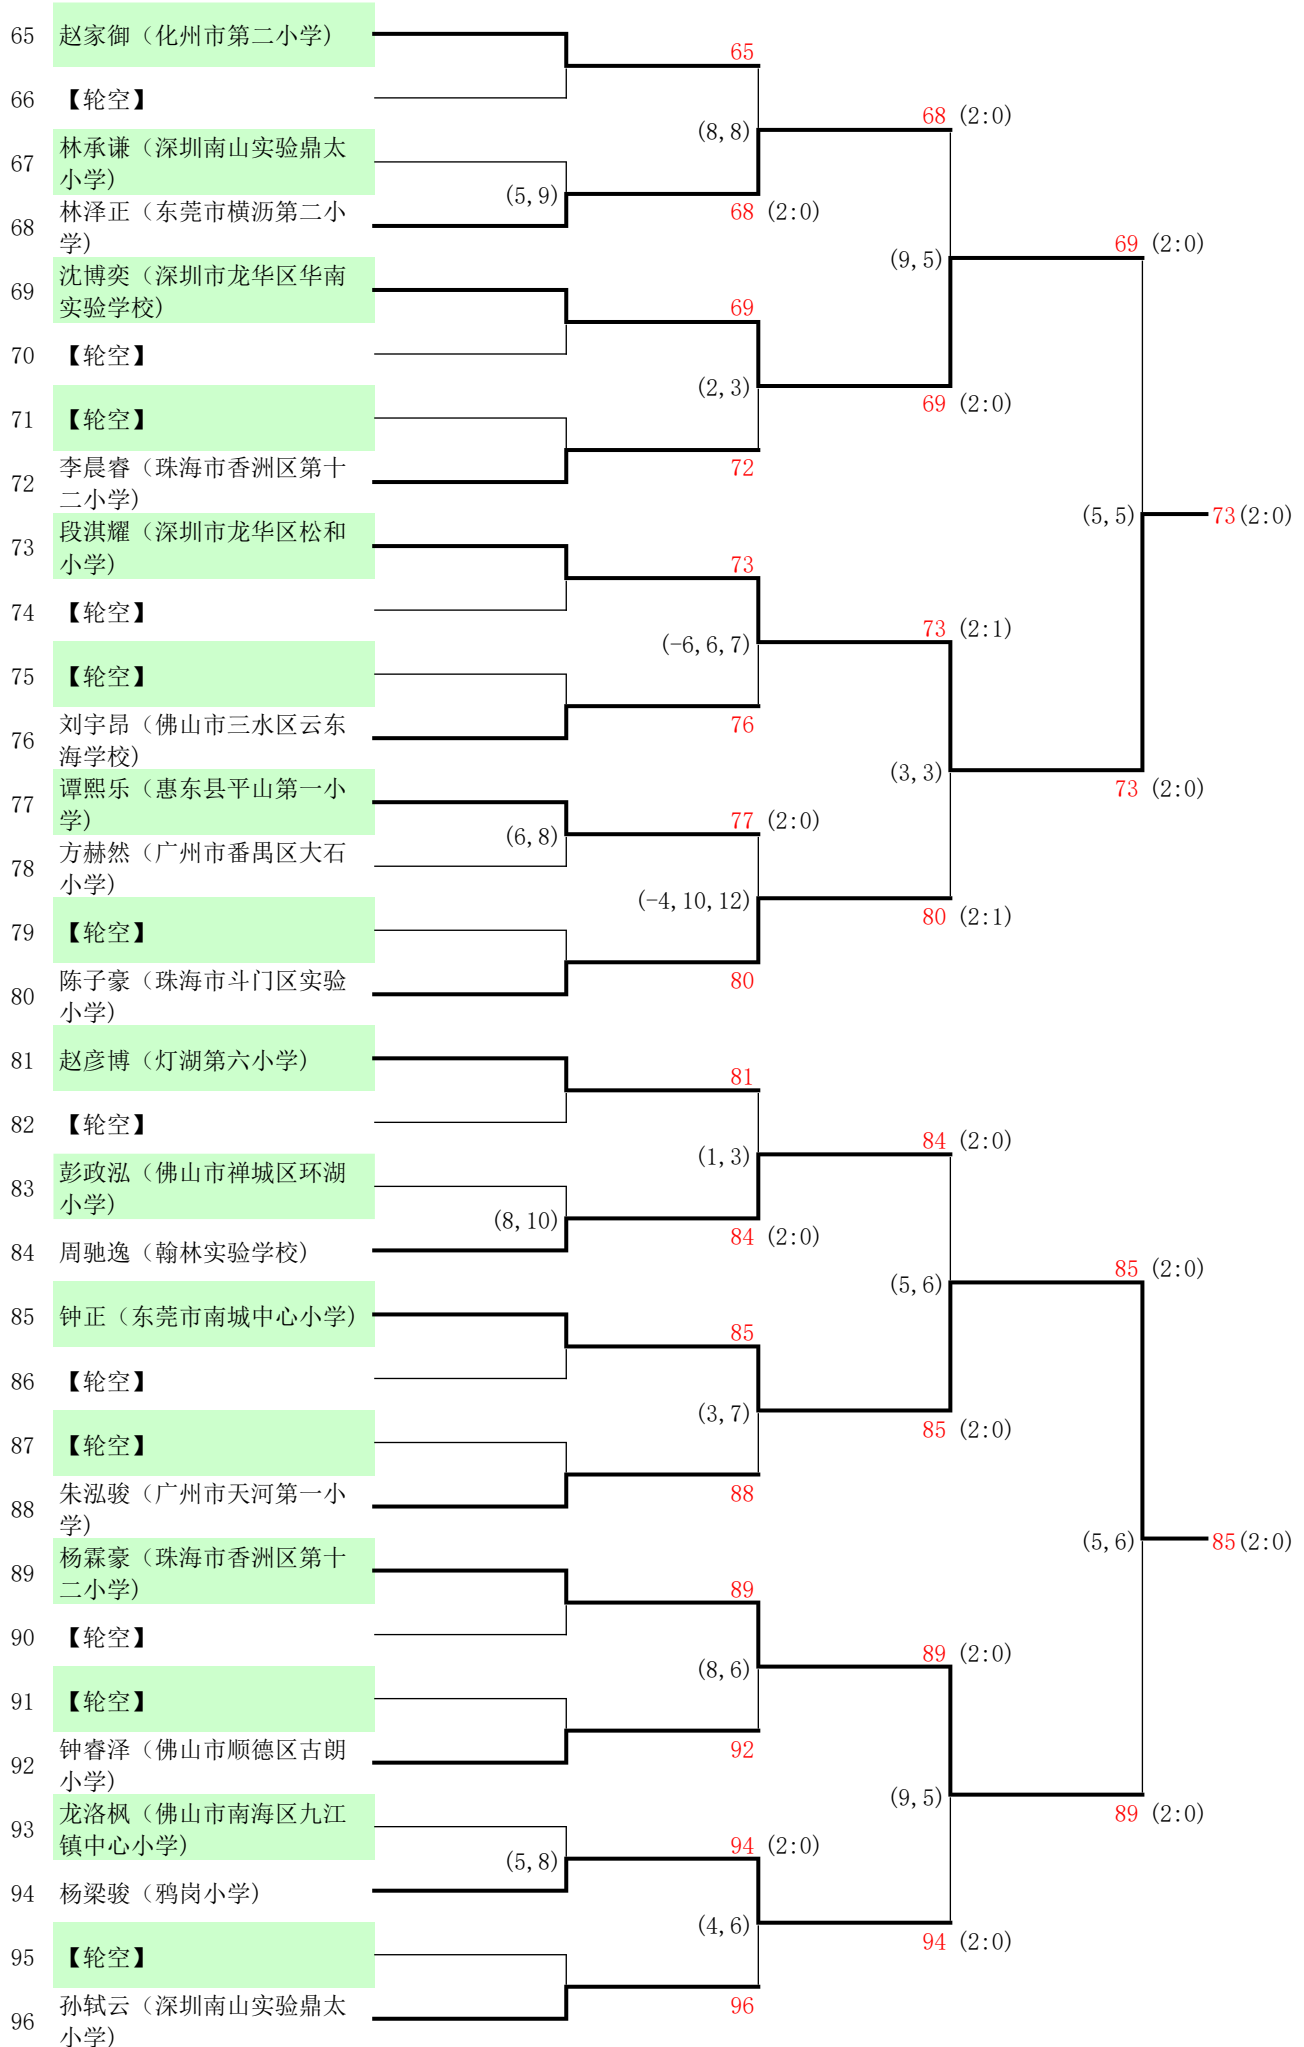 65 赵家御（化州市第二小学）
65
66 【轮空】
68 (2:0)
(8,8)
林承谦（深圳南山实验鼎太
67
小学）
(5,9)
68 (2:0)
林泽正（东莞市横沥第二小
68
学）
69 (2:0)
(9,5)
沈博奕（深圳市龙华区华南
69
实验学校）
69
70 【轮空】
(2,3)
69 (2:0)
71 【轮空】
72
李晨睿（珠海市香洲区第十
72
二小学）
(5,5)
73(2:0)
段淇耀（深圳市龙华区松和
73
小学）
73
74 【轮空】
73 (2:1)
(-6,6,7)
75 【轮空】
76
刘宇昂（佛山市三水区云东
76
海学校）
(3,3)
73 (2:0)
谭熙乐（惠东县平山第一小
77
学）
77 (2:0)
(6,8)
方赫然（广州市番禺区大石
78
小学）
(-4,10,12)
80 (2:1)
79 【轮空】
80
陈子豪（珠海市斗门区实验
80
小学）
81 赵彦博（灯湖第六小学）
81
82 【轮空】
84 (2:0)
(1,3)
彭政泓（佛山市禅城区环湖
83
小学）
(8,10)
84 (2:0)
84 周驰逸（翰林实验学校）
85 (2:0)
(5,6)
85 钟正（东莞市南城中心小学）
85
86 【轮空】
(3,7)
85 (2:0)
87 【轮空】
88
朱泓骏（广州市天河第一小
88
学）
(5,6)
85(2:0)
杨霖豪（珠海市香洲区第十
89
二小学）
89
90 【轮空】
89 (2:0)
(8,6)
91 【轮空】
92
钟睿泽（佛山市顺德区古朗
92
小学）
(9,5)
89 (2:0)
龙洛枫（佛山市南海区九江
93
镇中心小学）
94 (2:0)
(5,8)
94 杨梁骏（鸦岗小学）
(4,6)
94 (2:0)
95 【轮空】
96
孙轼云（深圳南山实验鼎太
96
小学）